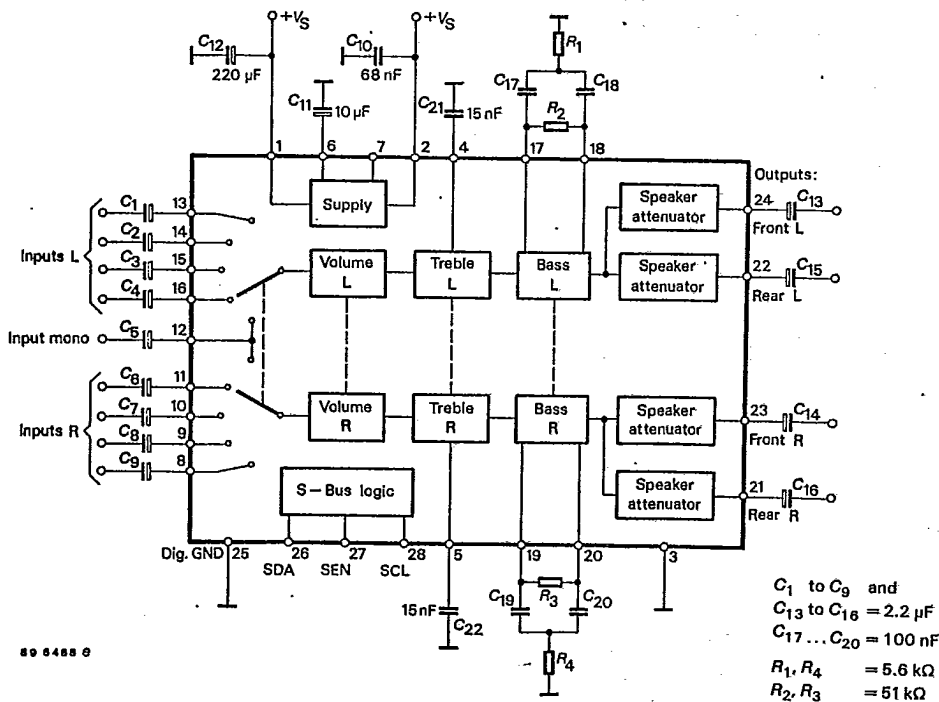 +VS
+VS
C12
220 µF
C10
68 nF
R1
C11
10 µF
C21
15 nF
C17
C18
R2
1
6
7
2
4
17
18
Supply
Outputs:
Inputs L
C1
13
C2
14
C3
15
C4
16
Volume
L
Treble
L
Bass
L
Speaker
attenuator
24
C13
Front L
Speaker
attenuator
22
C15
Rear L
Input mono
C5
12
Inputs R
C6
11
C7
10
C8
9
C9
8
Volume
R
Treble
R
Bass
R
Speaker
attenuator
23
C14
Front R
Speaker
attenuator
21
C16
Rear R
S-Bus logic
Dig. GND
25
26
27
28
5
19
20
3
SDA
SEN
SCL
15 nF
C22
C19
R3
C20
R4
C1 to C9 and
C13 to C16 = 2.2 µF
C17...C20 = 100 nF
R1, R4 = 5.6 kΩ
R2, R3 = 51 kΩ
89 6468 e